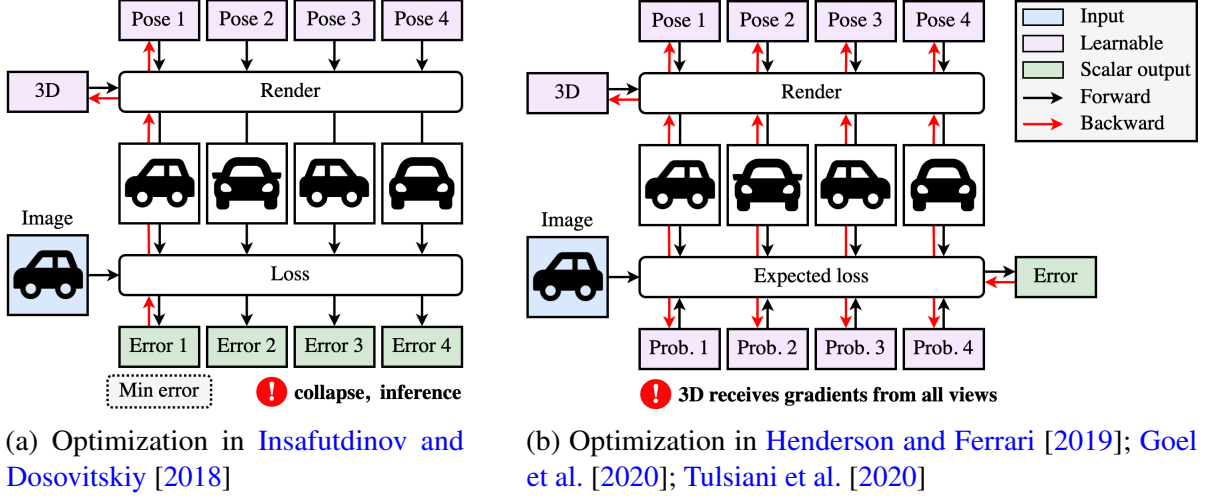 Pose 1 Pose 2 Pose 3 Pose 4
3D
Render
Image
Loss
Error 1 Error 2 Error 3 Error 4
Min error
! collapse, inference
(a) Optimization in Insafutdinov and
Dosovitskiy [2018]
Pose 1 Pose 2 Pose 3 Pose 4
3D
Render
Image
Expected loss
Error
Prob. 1 Prob. 2 Prob. 3 Prob. 4
! 3D receives gradients from all views
(b) Optimization in Henderson and Ferrari [2019]; Goel
et al. [2020]; Tulsiani et al. [2020]
Input
Learnable
Scalar output
Forward
Backward